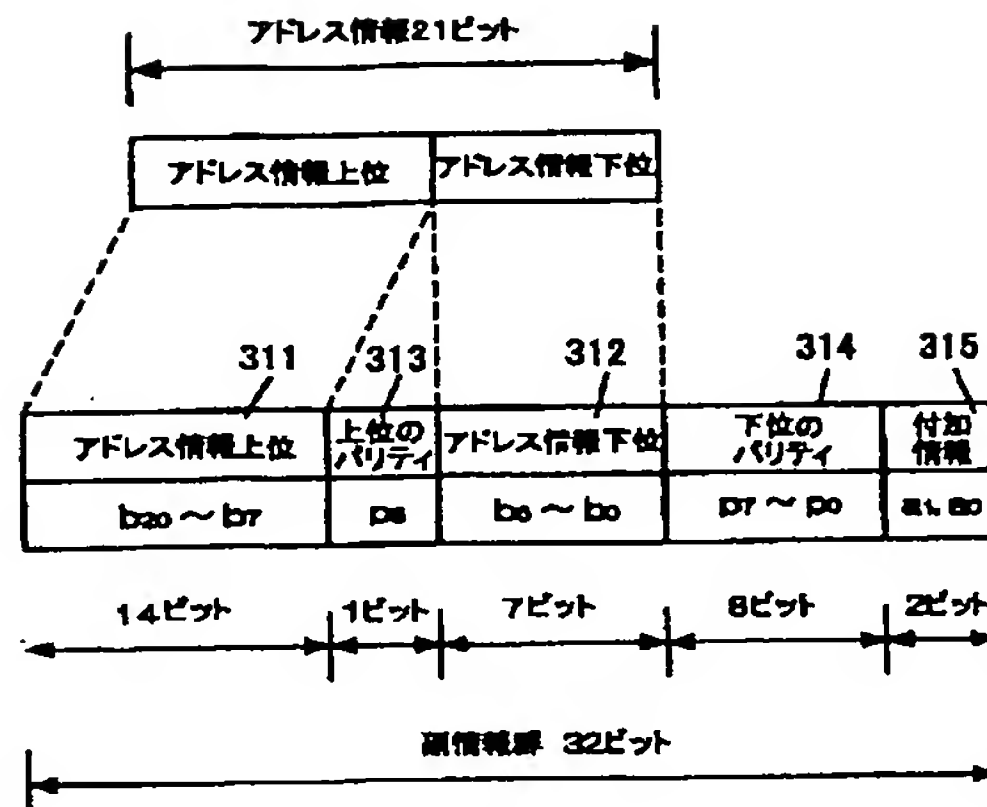 アドレス情報21ビット
アドレス情報上位 アドレス情報下位
311 313 312 314 315
アドレス情報上位 上位の アドレス情報下位 下位の 付加
パリティ パリティ 情報
b20 ～ b7 p8 b6 ～ b0 p7 ～ p0 a1, a0
14ビット 1ビット 7ビット 8ビット 2ビット
副情報群 32ビット